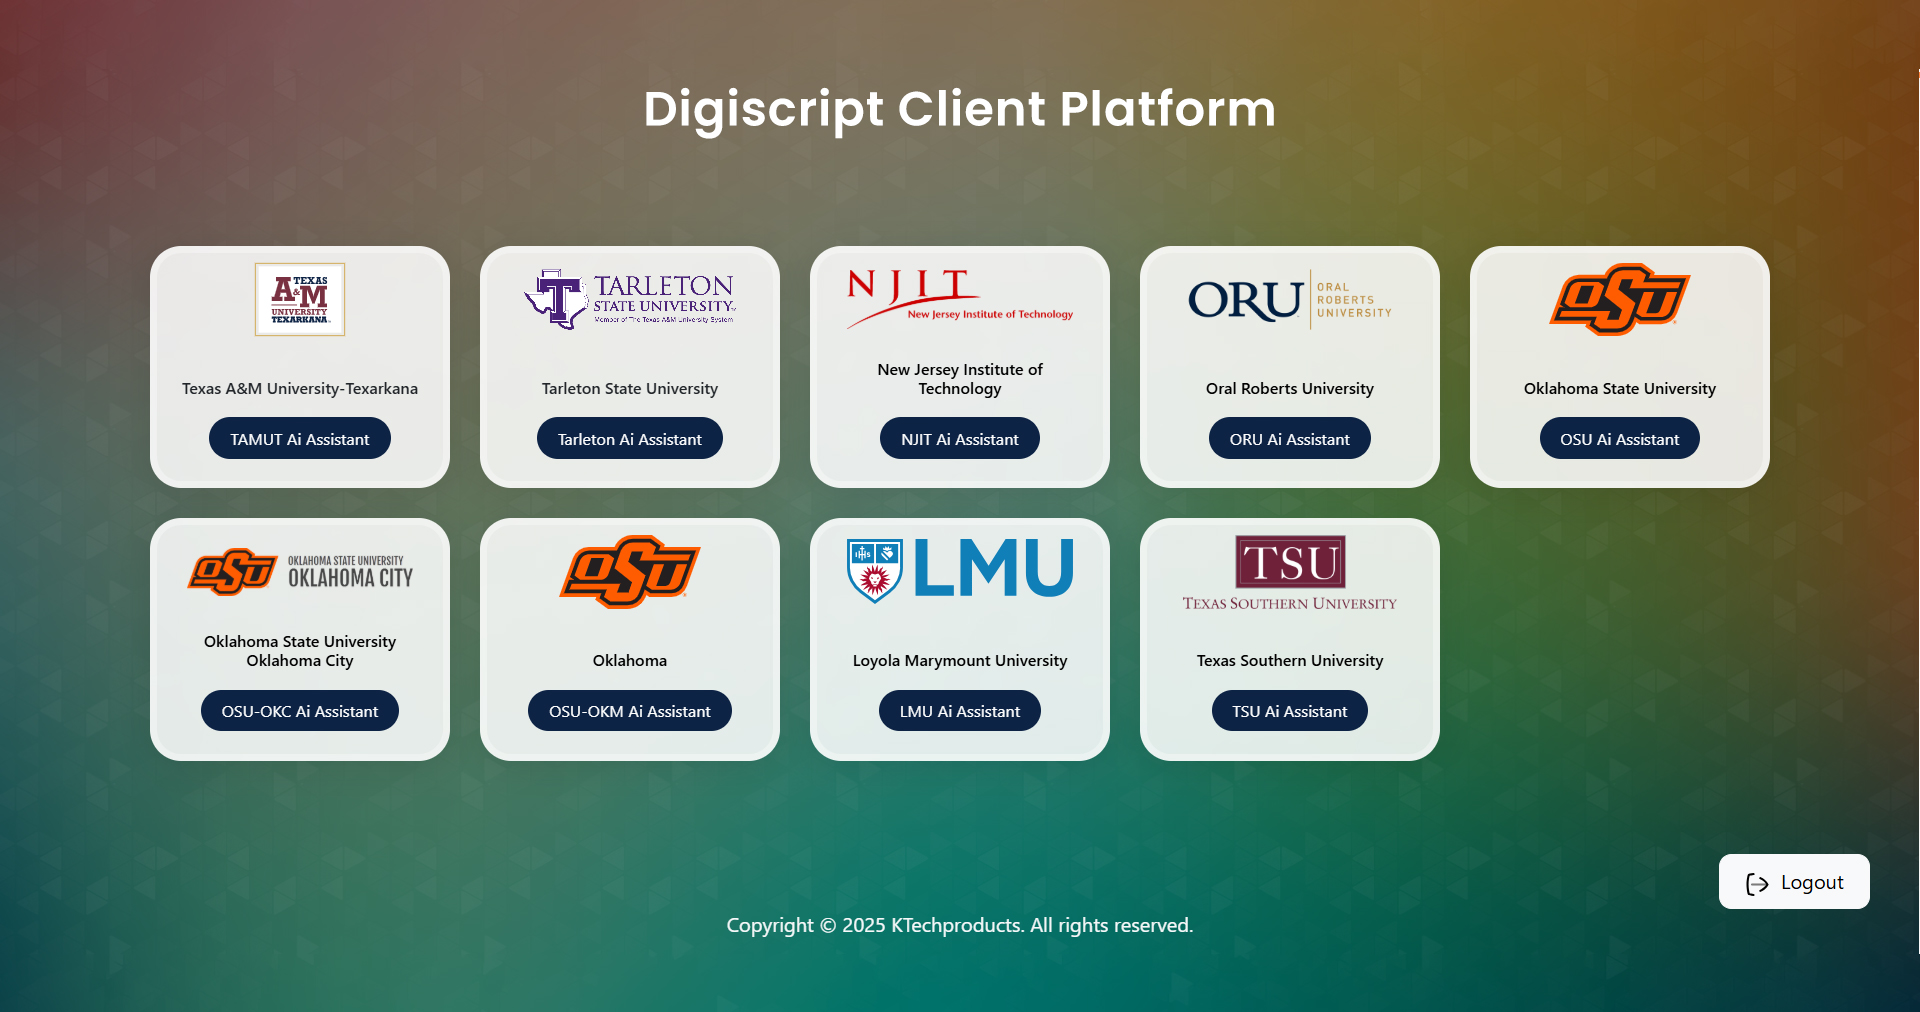 Digiscript Client Platform
TEXAS
A&M
UNIVERSITY
TEXARKANA
Texas A&M University-Texarkana
TAMUT Ai Assistant
T
TARLETON
STATE UNIVERSITY
Member of The Texas A&M University System
Tarleton State University
Tarleton Ai Assistant
NJIT
New Jersey Institute of Technology
New Jersey Institute of
Technology
NJIT Ai Assistant
ORU
ORAL
ROBERTS
UNIVERSITY
Oral Roberts University
ORU Ai Assistant
OSU
Oklahoma State University
OSU Ai Assistant
OSU
OKLAHOMA STATE UNIVERSITY
OKLAHOMA CITY
Oklahoma State University
Oklahoma City
OSU-OKC Ai Assistant
OSU
Oklahoma
OSU-OKM Ai Assistant
IHS
LMU
Loyola Marymount University
LMU Ai Assistant
TSU
TEXAS SOUTHERN UNIVERSITY
Texas Southern University
TSU Ai Assistant
Logout
Copyright © 2025 KTechproducts. All rights reserved.